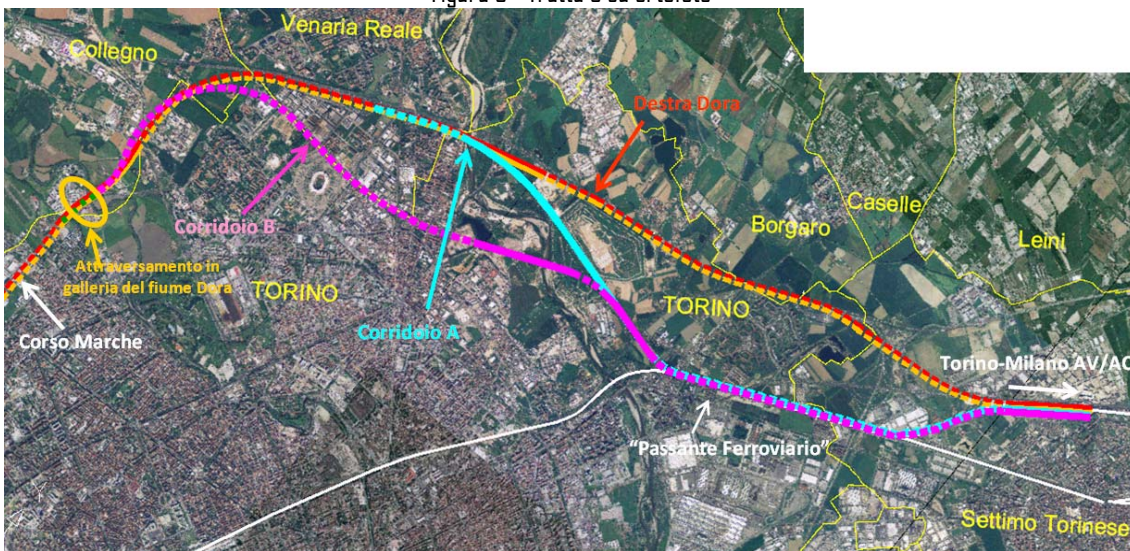 Figura 8 - Tratta 3 su ortofoto
Venaria Reale
Collegno
Destra Dora
Caselle
Corridoio B
Borgaro
Leini
Attraversamento in
galleria del fiume Dora
TORINO
TORINO
Corso Marche
Corridoio A
Torino-Milano AV/AC
"Passante Ferroviario"
Settimo Torinese